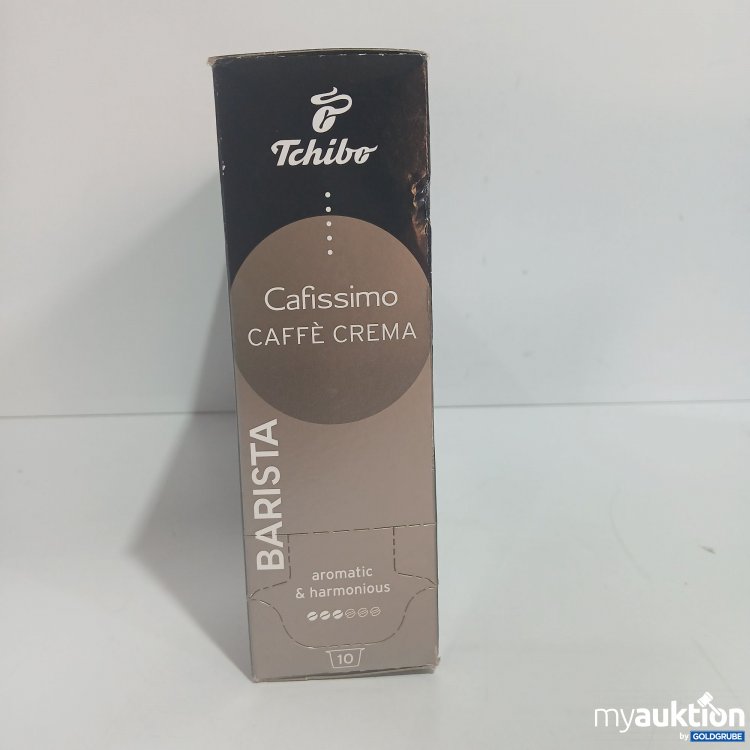 Tchibo
Cafissimo
CAFFÈ CREMA
BARISTA
aromatic
& harmonious
10
myauktion
by GOLDGRUBE